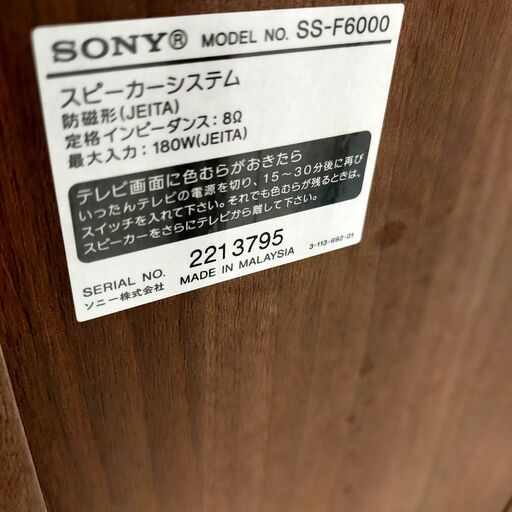 SONY® MODEL NO. SS-F6000
スピーカーシステム
防磁形(JEITA)
定格インピーダンス:8Ω
最大入力:180W(JEITA)
テレビ画面に色むらがおきたら
いったんテレビの電源を切り、15〜30分後に再び
スイッチを入れて下さい。それでも色むらが残るときは、
スピーカーをさらにテレビから離して下さい。
SERIAL NO. 2213795 3-113-692-01
ソニー株式会社 MADE IN MALAYSIA